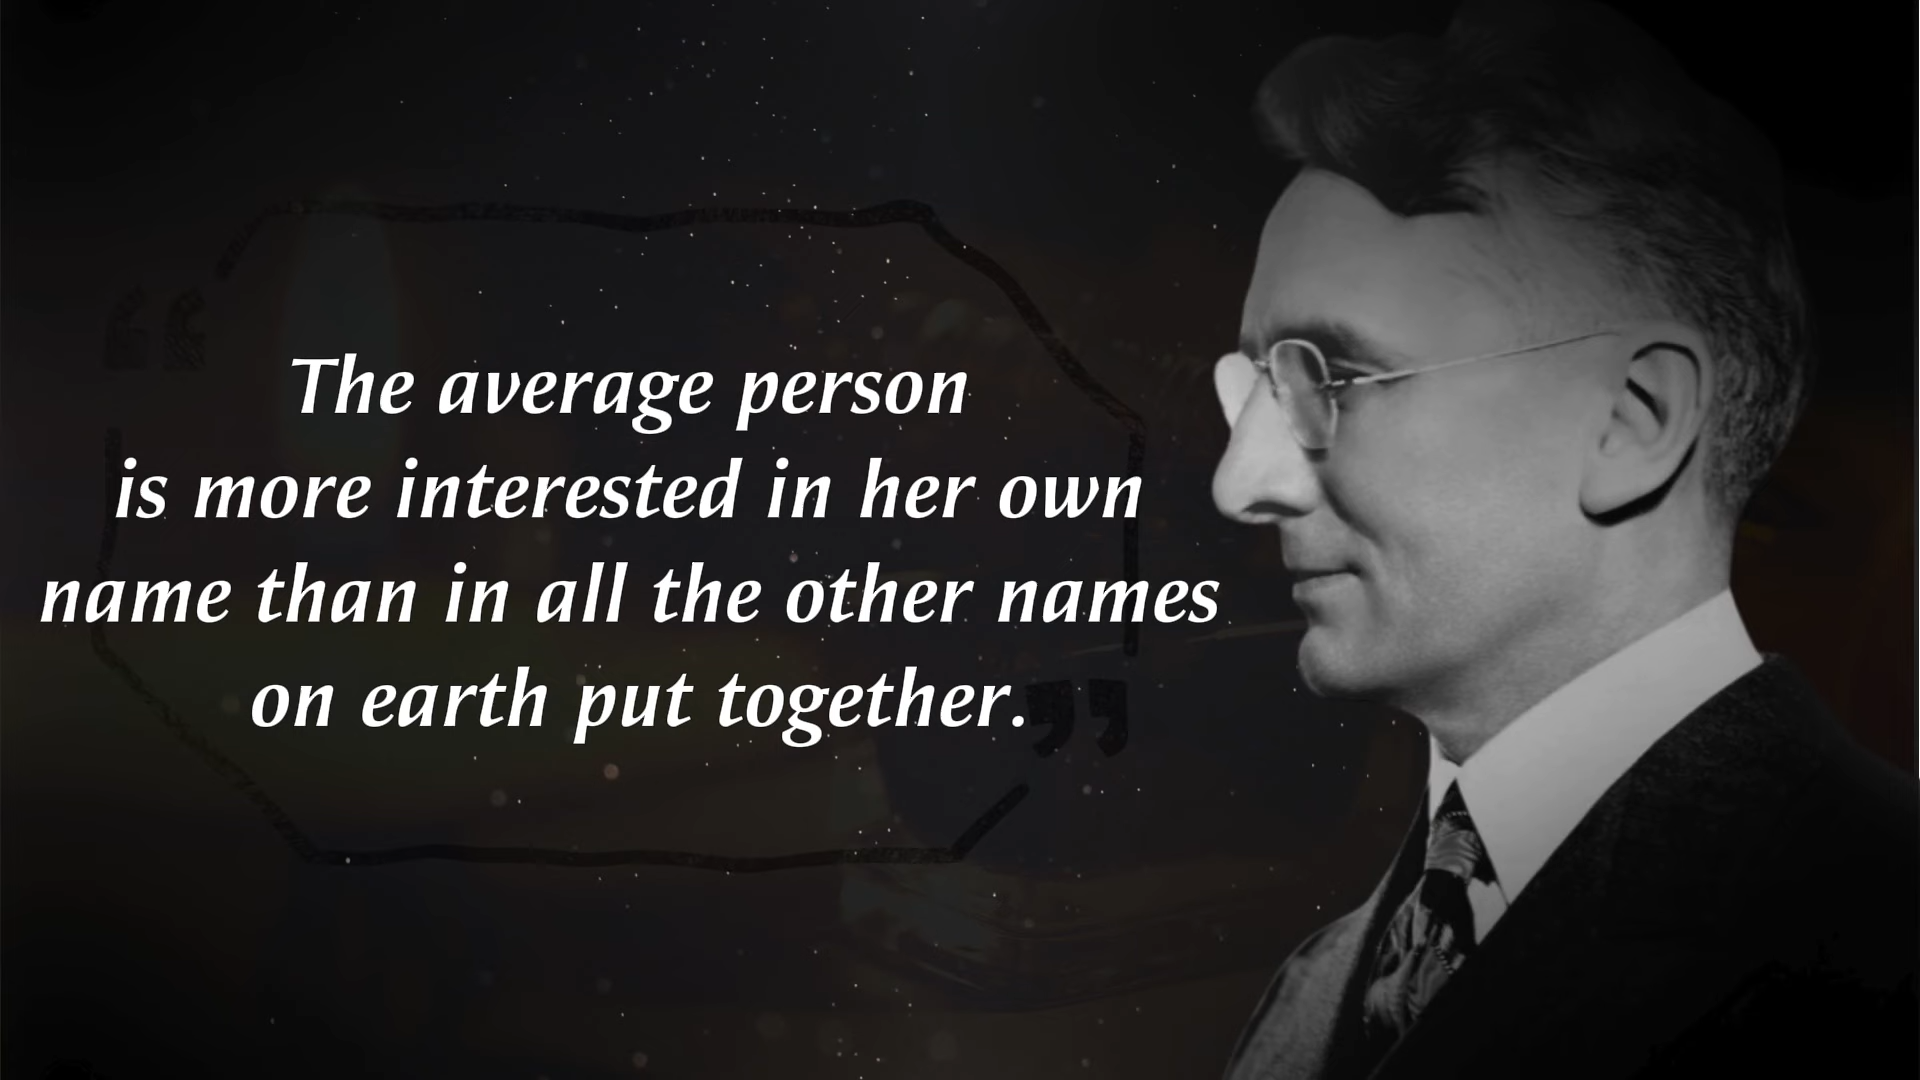 The average person
is more interested in her own
name than in all the other names
on earth put together.